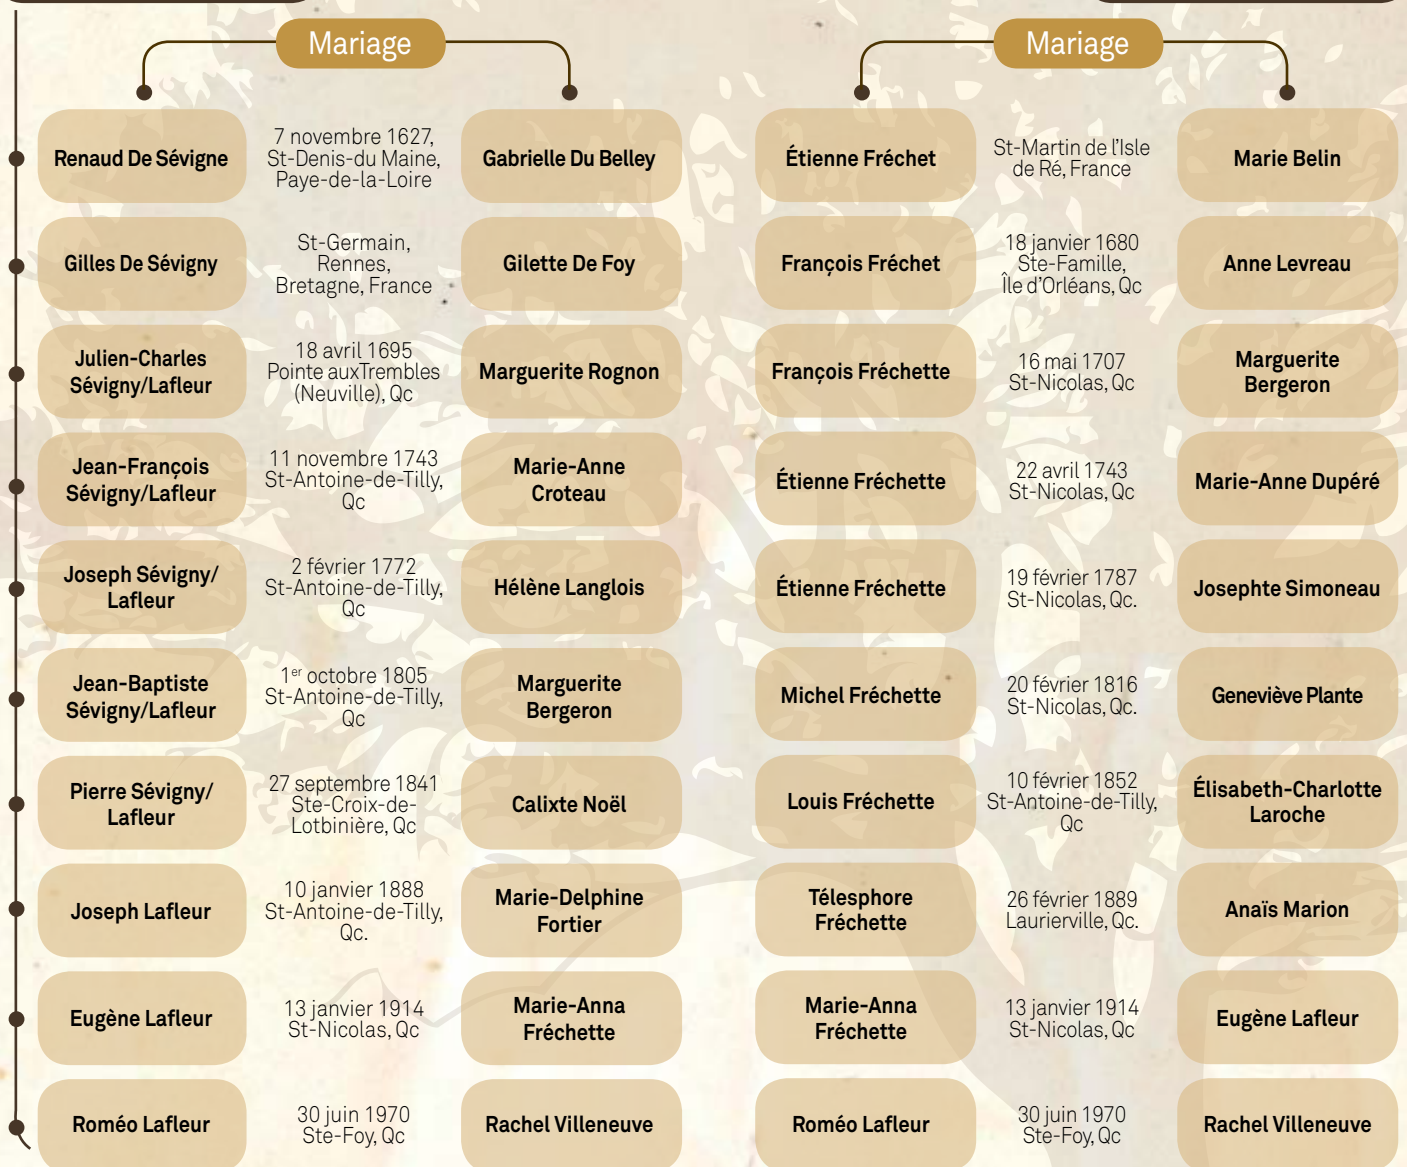 Mariage
Renaud De Sévigne
7 novembre 1627,
St-Denis-du Maine,
Paye-de-la-Loire
Gabrielle Du Belley
Gilles De Sévigny
St-Germain,
Rennes,
Bretagne, France
Gilette De Foy
Julien-Charles
Sévigny/Lafleur
18 avril 1695
Pointe auxTrembles
(Neuville), Qc
Marguerite Rognon
Jean-François
Sévigny/Lafleur
11 novembre 1743
St-Antoine-de-Tilly,
Qc
Marie-Anne
Croteau
Joseph Sévigny/
Lafleur
2 février 1772
St-Antoine-de-Tilly,
Qc
Hélène Langlois
Jean-Baptiste
Sévigny/Lafleur
1er octobre 1805
St-Antoine-de-Tilly,
Qc
Marguerite
Bergeron
Pierre Sévigny/
Lafleur
27 septembre 1841
Ste-Croix-de-
Lotbinière, Qc
Calixte Noël
Joseph Lafleur
10 janvier 1888
St-Antoine-de-Tilly,
Qc.
Marie-Delphine
Fortier
Eugène Lafleur
13 janvier 1914
St-Nicolas, Qc
Marie-Anna
Fréchette
Roméo Lafleur
30 juin 1970
Ste-Foy, Qc
Rachel Villeneuve
Mariage
Étienne Fréchet
St-Martin de l'Isle
de Ré, France
Marie Belin
François Fréchet
18 janvier 1680
Ste-Famille,
Île d'Orléans, Qc
Anne Levreau
François Fréchette
16 mai 1707
St-Nicolas, Qc
Marguerite
Bergeron
Étienne Fréchette
22 avril 1743
St-Nicolas, Qc
Marie-Anne Dupéré
Étienne Fréchette
19 février 1787
St-Nicolas, Qc.
Josephte Simoneau
Michel Fréchette
20 février 1816
St-Nicolas, Qc.
Geneviève Plante
Louis Fréchette
10 février 1852
St-Antoine-de-Tilly,
Qc
Élisabeth-Charlotte
Laroche
Télesphore
Fréchette
26 février 1889
Laurierville, Qc.
Anaïs Marion
Marie-Anna
Fréchette
13 janvier 1914
St-Nicolas, Qc
Eugène Lafleur
Roméo Lafleur
30 juin 1970
Ste-Foy, Qc
Rachel Villeneuve